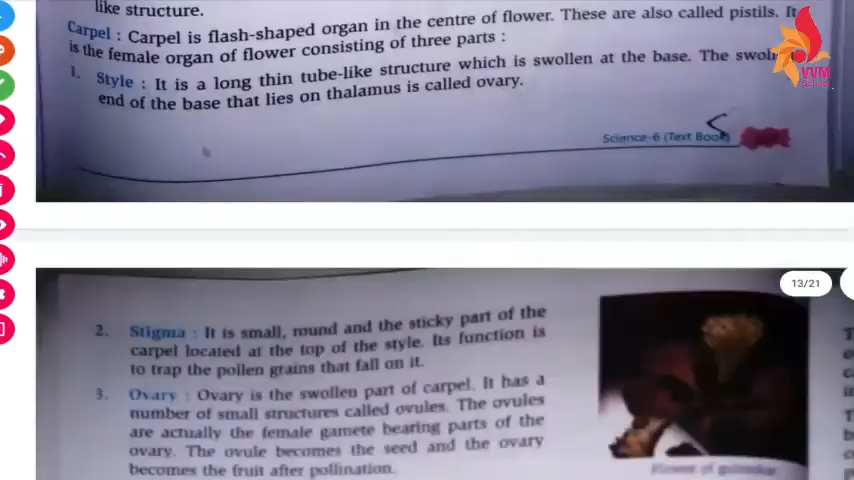 like structure.
Carpel : Carpel is flash-shaped organ in the centre of flower. These are also called pistils. It
is the female organ of flower consisting of three parts :
1. Style : It is a long thin tube-like structure which is swollen at the base. The swollen
end of the base that lies on thalamus is called ovary.
VVM
Science-6 (Text Book)
13/21
2. Stigma : It is small, round and the sticky part of the
carpel located at the top of the style. Its function is
to trap the pollen grains that fall on it.
3. Ovary : Ovary is the swollen part of carpel. It has a
number of small structures called ovules. The ovules
are actually the female gamete bearing parts of the
ovary. The ovule becomes the seed and the ovary
becomes the fruit after pollination.
Flower of